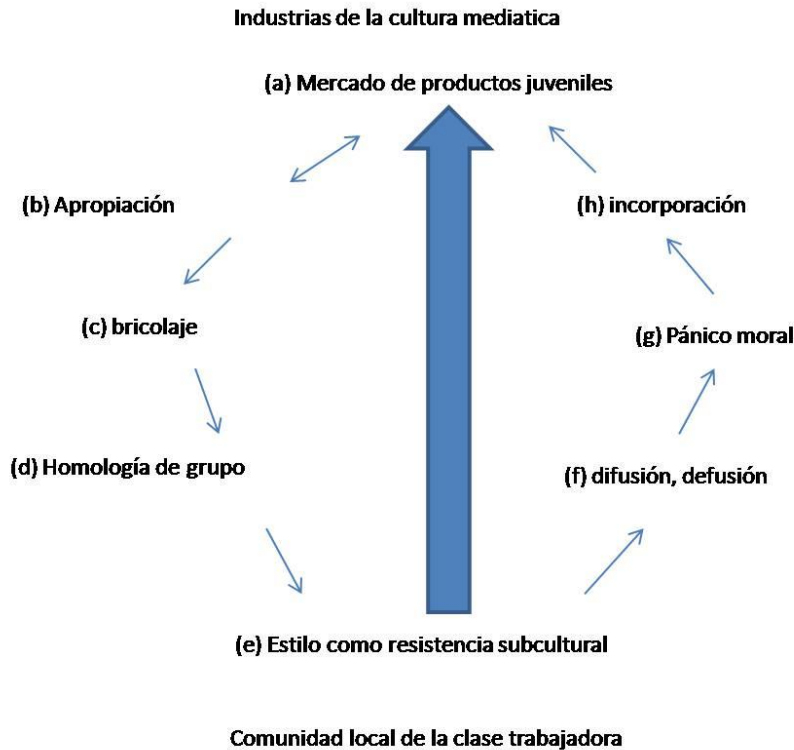 Industrias de la cultura mediatica
(a) Mercado de productos juveniles
(b) Apropiación
(h) incorporación
(c) bricolaje
(g) Pánico moral
(d) Homología de grupo
(f) difusión, defusión
(e) Estilo como resistencia subcultural
Comunidad local de la clase trabajadora